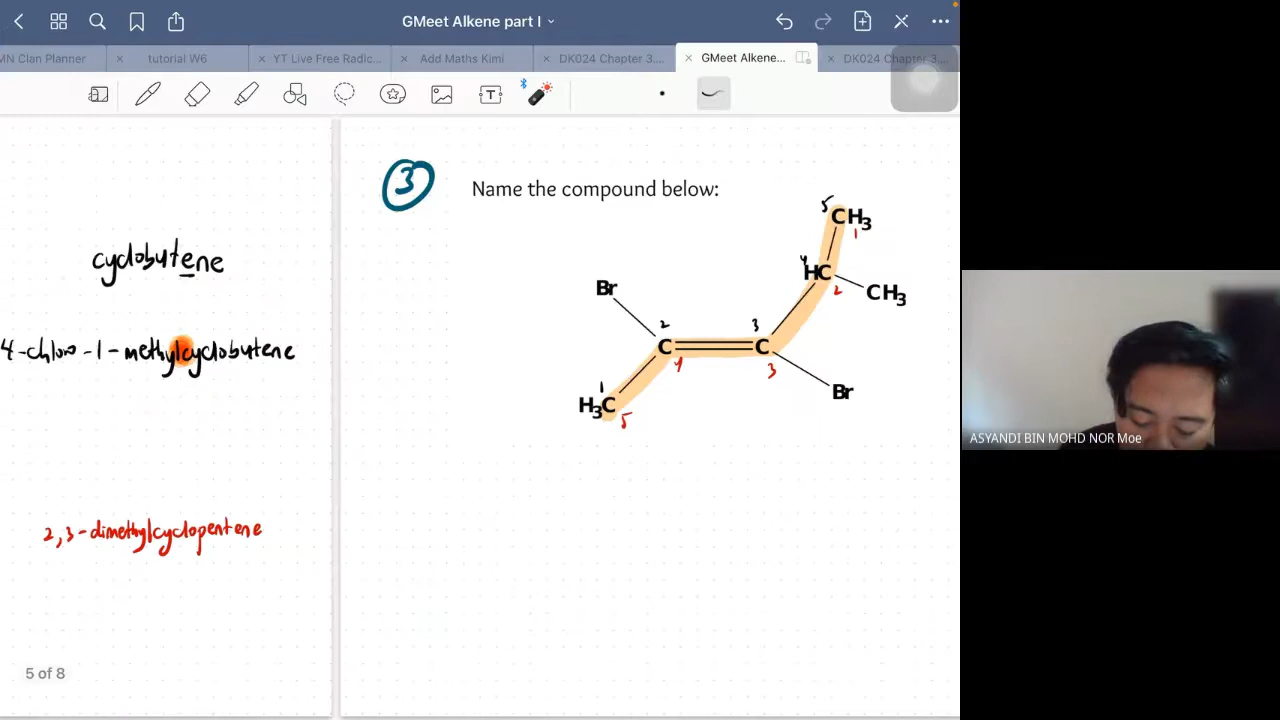 GMeet Alkene part I
MN Clan Planner
tutorial W6
YT Live Free Radic...
Add Maths Kimi
DK024 Chapter 3....
GMeet Alkene...
DK024 Chapter 3....
3
Name the compound below:
5
CH3
1
4
HC
2
CH3
cyclobutene
Br
2
3
C
C
4
3
4-chloro-1-methylcyclobutene
1
H3C
5
Br
ASYANDI BIN MOHD NOR Moe
2,3-dimethylcyclopentene
5 of 8